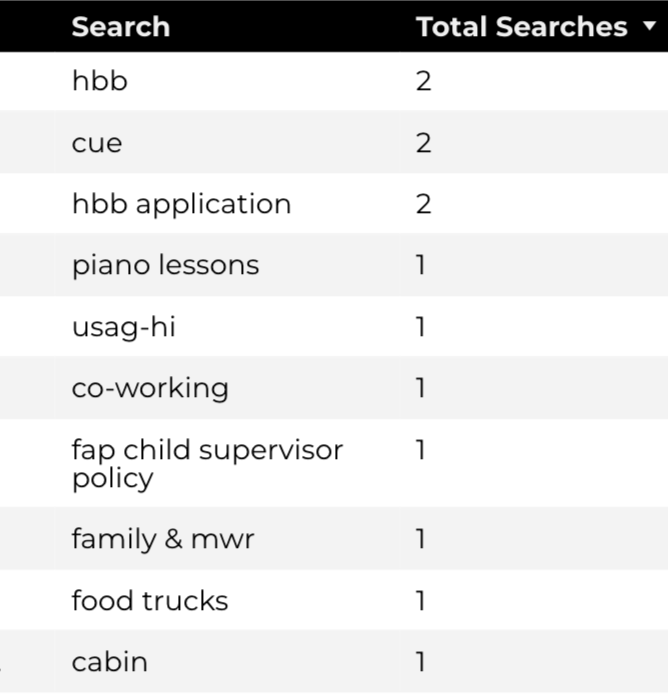 Search Total Searches ▼
hbb 2
cue 2
hbb application 2
piano lessons 1
usag-hi 1
co-working 1
fap child supervisor 1
policy
family & mwr 1
food trucks 1
cabin 1